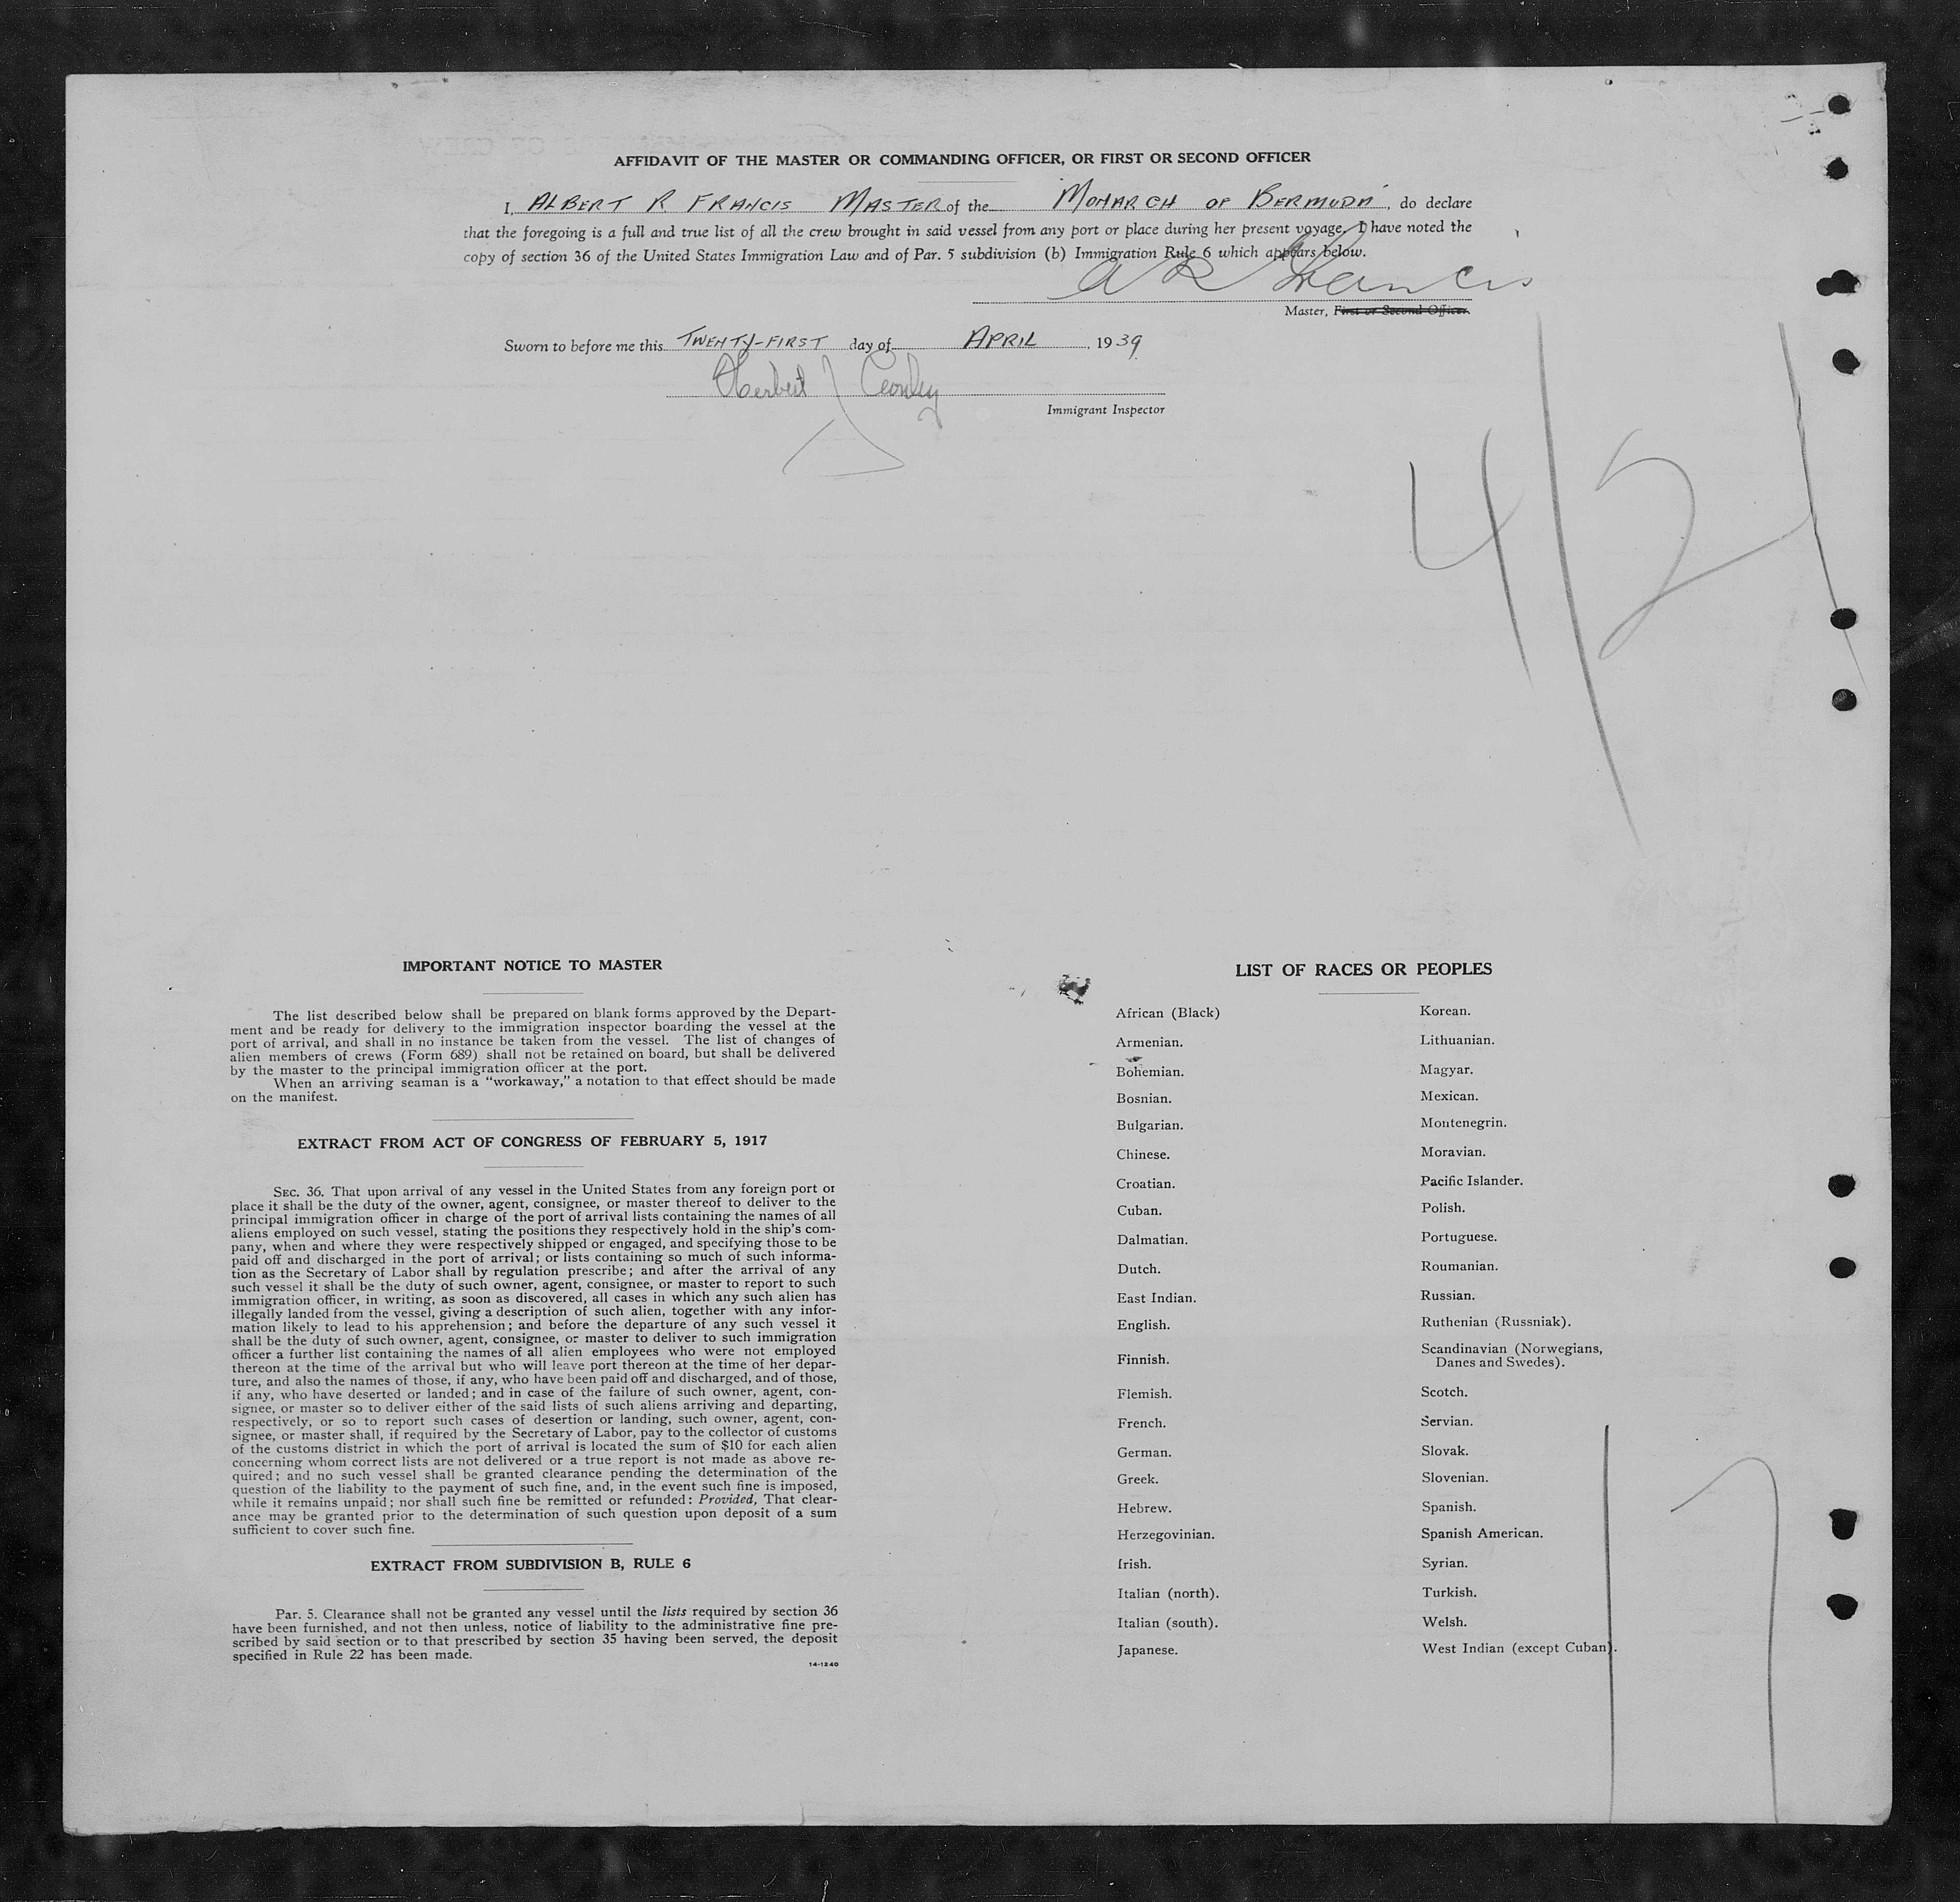 AFFIDAVIT OF THE MASTER OR COMMANDING OFFICER, OR FIRST OR SECOND OFFICER
I, ALBERT R FRANCIS MASTER of the MONARCH OF BERMUDA, do declare
that the foregoing is a full and true list of all the crew brought in said vessel from any port or place during her present voyage. I have noted the
copy of section 36 of the United States Immigration Law and of Par. 5 subdivision (b) Immigration Rule 6 which appears below.
A R Francis
Master, First or Second Officer.
Sworn to before me this TWENTY-FIRST day of APRIL, 1939
Herbert J
Immigrant Inspector
4/21
IMPORTANT NOTICE TO MASTER
The list described below shall be prepared on blank forms approved by the Depart-
ment and be ready for delivery to the immigration inspector boarding the vessel at the
port of arrival, and shall in no instance be taken from the vessel. The list of changes of
alien members of crews (Form 689) shall not be retained on board, but shall be delivered
by the master to the principal immigration officer at the port.
When an arriving seaman is a "workaway," a notation to that effect should be made
on the manifest.
EXTRACT FROM ACT OF CONGRESS OF FEBRUARY 5, 1917
SEC. 36. That upon arrival of any vessel in the United States from any foreign port or
place it shall be the duty of the owner, agent, consignee, or master thereof to deliver to the
principal immigration officer in charge of the port of arrival lists containing the names of all
aliens employed on such vessel, stating the positions they respectively hold in the ship's com-
pany, when and where they were respectively shipped or engaged, and specifying those to be
paid off and discharged in the port of arrival; or lists containing so much of such informa-
tion as the Secretary of Labor shall by regulation prescribe; and after the arrival of any
such vessel it shall be the duty of such owner, agent, consignee, or master to report to such
immigration officer, in writing, as soon as discovered, all cases in which any such alien has
illegally landed from the vessel, giving a description of such alien, together with any infor-
mation likely to lead to his apprehension; and before the departure of any such vessel it
shall be the duty of such owner, agent, consignee, or master to deliver to such immigration
officer a further list containing the names of all alien employees who were not employed
thereon at the time of the arrival but who will leave port thereon at the time of her depar-
ture, and also the names of those, if any, who have been paid off and discharged, and of those,
if any, who have deserted or landed; and in case of the failure of such owner, agent, con-
signee, or master so to deliver either of the said lists of such aliens arriving and departing,
respectively, or so to report such cases of desertion or landing, such owner, agent, con-
signee, or master shall, if required by the Secretary of Labor, pay to the collector of customs
of the customs district in which the port of arrival is located the sum of $10 for each alien
concerning whom correct lists are not delivered or a true report is not made as above re-
quired; and no such vessel shall be granted clearance pending the determination of the
question of the liability to the payment of such fine, and, in the event such fine is imposed,
while it remains unpaid; nor shall such fine be remitted or refunded: Provided, That clear-
ance may be granted prior to the determination of such question upon deposit of a sum
sufficient to cover such fine.
EXTRACT FROM SUBDIVISION B, RULE 6
Par. 5. Clearance shall not be granted any vessel until the lists required by section 36
have been furnished, and not then unless, notice of liability to the administrative fine pre-
scribed by said section or to that prescribed by section 35 having been served, the deposit
specified in Rule 22 has been made.
14-1240
LIST OF RACES OR PEOPLES
African (Black)
Armenian.
Bohemian.
Bosnian.
Bulgarian.
Chinese.
Croatian.
Cuban.
Dalmatian.
Dutch.
East Indian.
English.
Finnish.
Flemish.
French.
German.
Greek.
Hebrew.
Herzegovinian.
Irish.
Italian (north).
Italian (south).
Japanese.
Korean.
Lithuanian.
Magyar.
Mexican.
Montenegrin.
Moravian.
Pacific Islander.
Polish.
Portuguese.
Roumanian.
Russian.
Ruthenian (Russniak).
Scandinavian (Norwegians,
Danes and Swedes).
Scotch.
Servian.
Slovak.
Slovenian.
Spanish.
Spanish American.
Syrian.
Turkish.
Welsh.
West Indian (except Cuban).
17